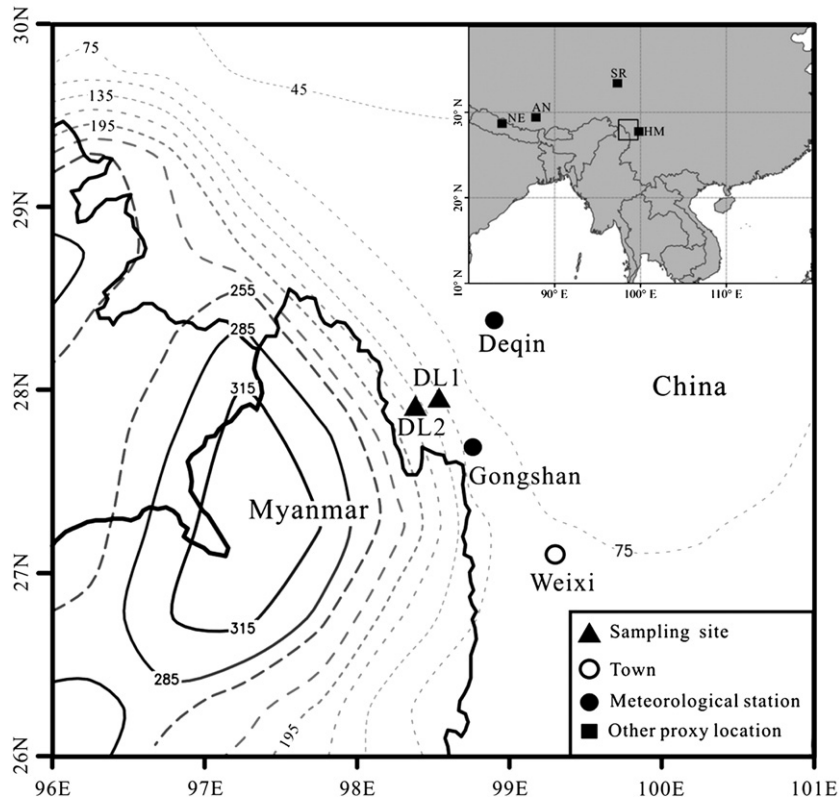 30N
29N
28N
27N
26N
96E
97E
98E
99E
100E
101E
75
45
135
195
255
285
315
315
285
195
75
Deqin
DL1
DL2
China
Gongshan
Myanmar
Weixi
SR
NE
AN
HM
30° N
20° N
10° N
90° E
100° E
110° E
Sampling site
Town
Meteorological station
Other proxy location